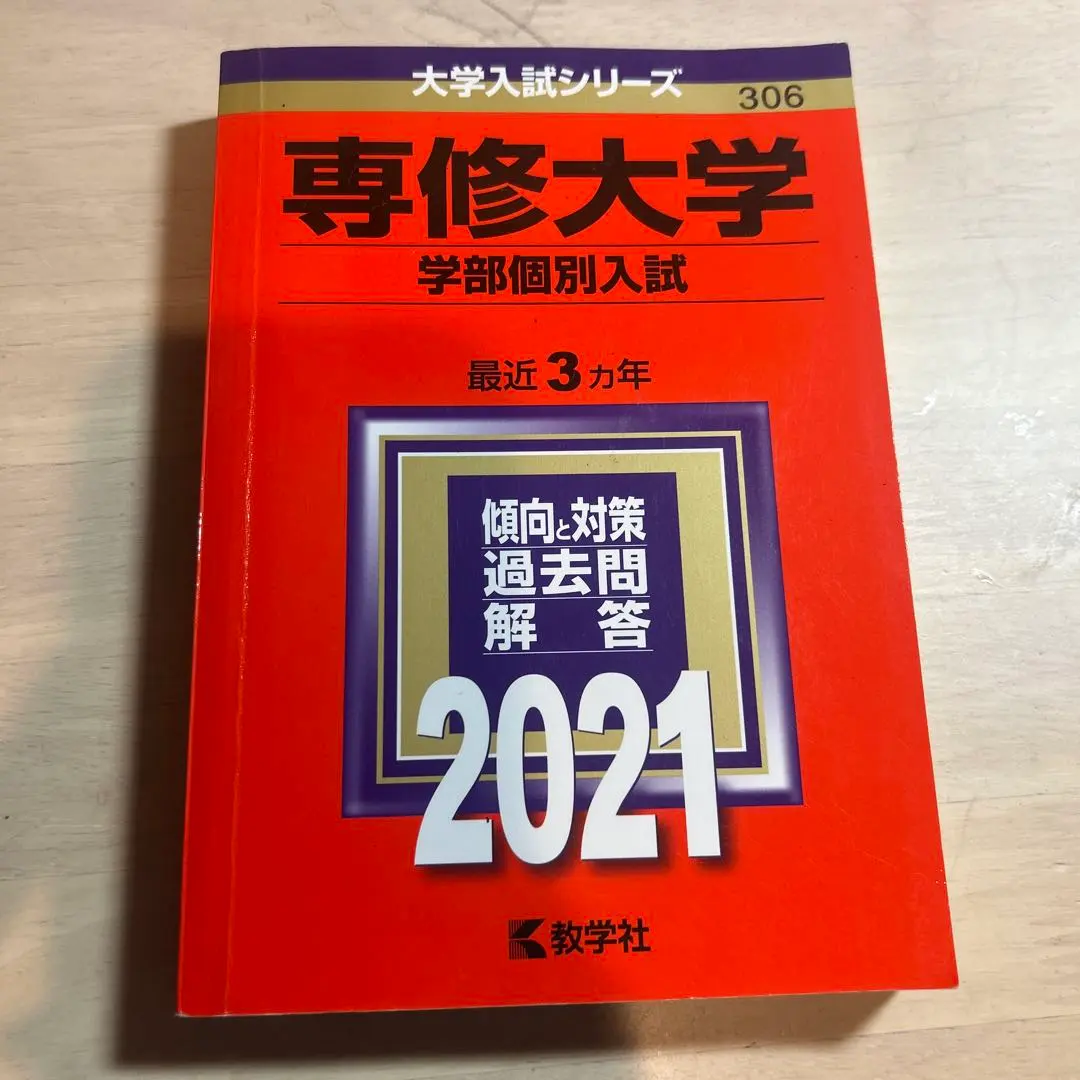 大学入試シリーズ
306
専修大学
学部個別入試
最近3カ年
傾向と対策
過去問
解答
2021
教学社